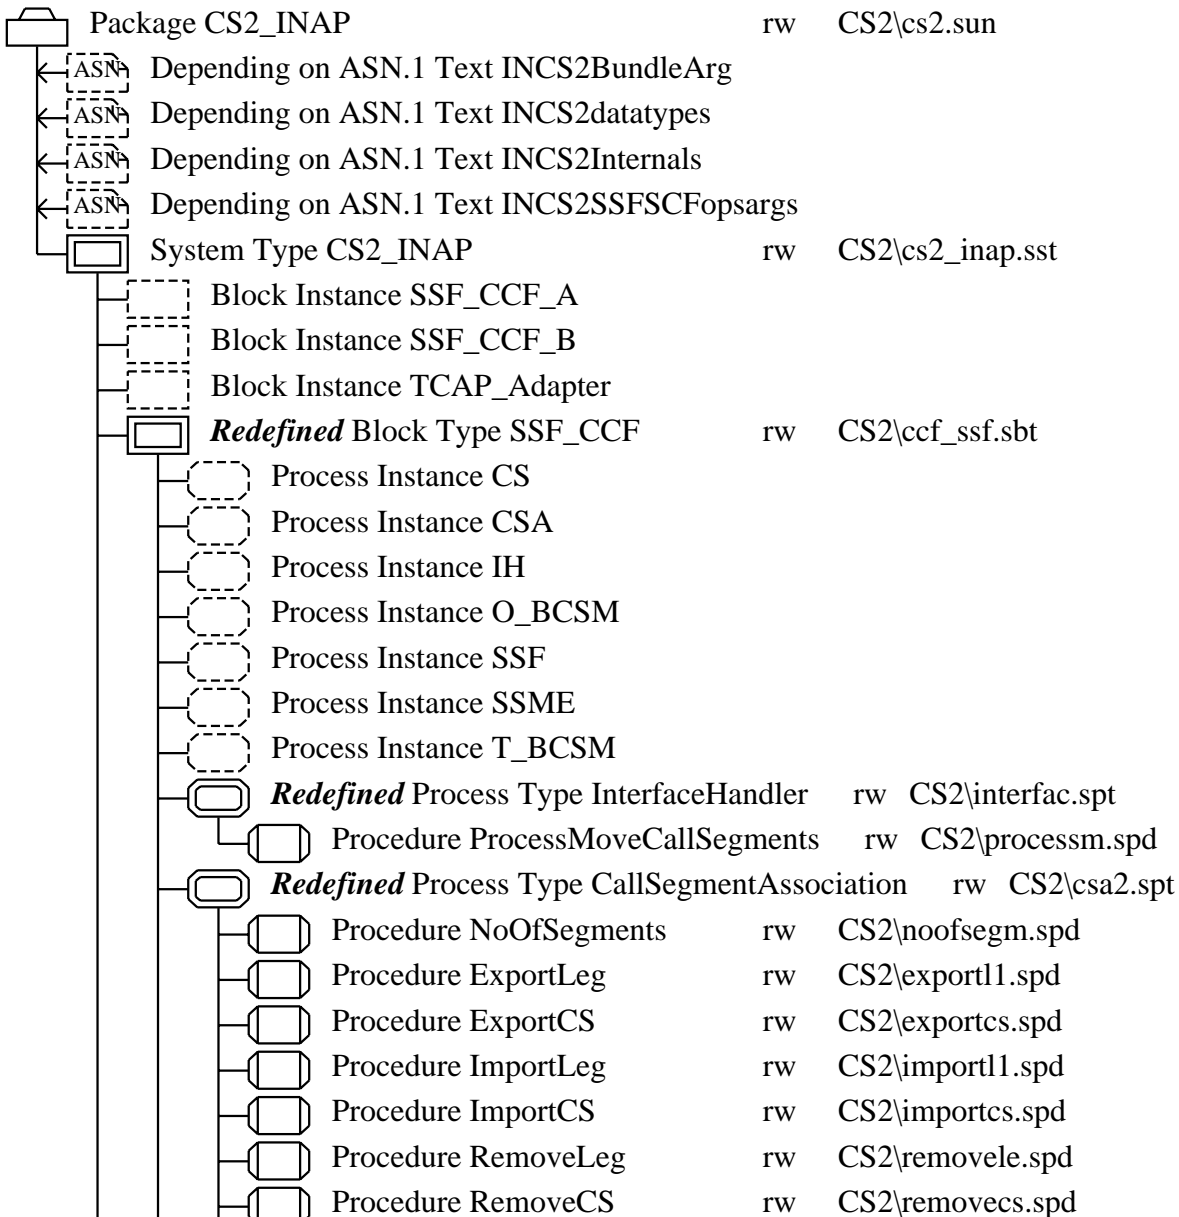 Package CS2_INAP rw CS2\cs2.sun
ASN Depending on ASN.1 Text INCS2BundleArg
ASN Depending on ASN.1 Text INCS2datatypes
ASN Depending on ASN.1 Text INCS2Internals
ASN Depending on ASN.1 Text INCS2SSFSCFopsargs
System Type CS2_INAP rw CS2\cs2_inap.sst
Block Instance SSF_CCF_A
Block Instance SSF_CCF_B
Block Instance TCAP_Adapter
Redefined Block Type SSF_CCF rw CS2\ccf_ssf.sbt
Process Instance CS
Process Instance CSA
Process Instance IH
Process Instance O_BCSM
Process Instance SSF
Process Instance SSME
Process Instance T_BCSM
Redefined Process Type InterfaceHandler rw CS2\interfac.spt
Procedure ProcessMoveCallSegments rw CS2\processm.spd
Redefined Process Type CallSegmentAssociation rw CS2\csa2.spt
Procedure NoOfSegments rw CS2\noofsegm.spd
Procedure ExportLeg rw CS2\exportl1.spd
Procedure ExportCS rw CS2\exportcs.spd
Procedure ImportLeg rw CS2\importl1.spd
Procedure ImportCS rw CS2\importcs.spd
Procedure RemoveLeg rw CS2\removele.spd
Procedure RemoveCS rw CS2\removecs.spd